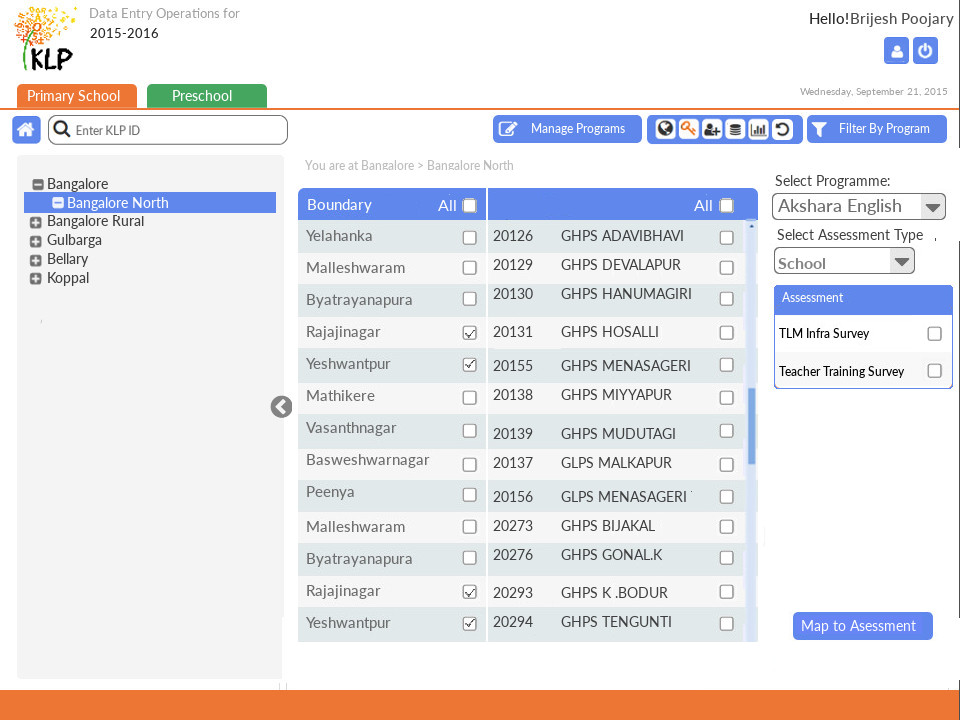 Data Entry Operations for
2015-2016
Hello!Brijesh Poojary
KLP
Primary School Preschool
Wednesday, September 21, 2015
Enter KLP ID
Manage Programs
Filter By Program
You are at Bangalore > Bangalore North
Bangalore
Bangalore North
Bangalore Rural
Gulbarga
Bellary
Koppal
Boundary All All
Yelahanka 20126 GHPS ADAVIBHAVI
Malleshwaram 20129 GHPS DEVALAPUR
Byatrayanapura 20130 GHPS HANUMAGIRI
Rajajinagar 20131 GHPS HOSALLI
Yeshwantpur 20155 GHPS MENASAGERI
Mathikere 20138 GHPS MIYYAPUR
Vasanthnagar 20139 GHPS MUDUTAGI
Basweshwarnagar 20137 GLPS MALKAPUR
Peenya 20156 GLPS MENASAGERI
Malleshwaram 20273 GHPS BIJAKAL
Byatrayanapura 20276 GHPS GONAL.K
Rajajinagar 20293 GHPS K .BODUR
Yeshwantpur 20294 GHPS TENGUNTI
Select Programme:
Akshara English
Select Assessment Type
School
Assessment
TLM Infra Survey
Teacher Training Survey
Map to Asessment